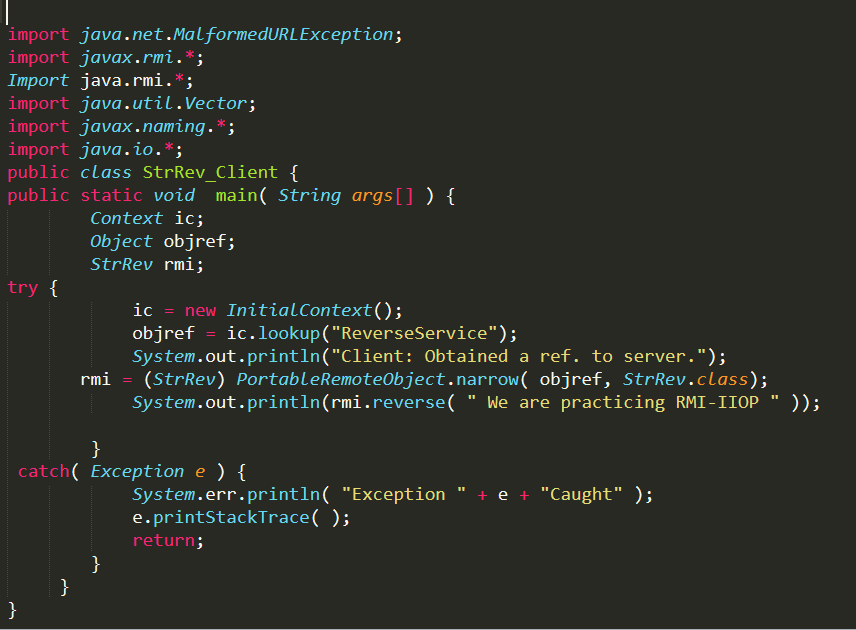 import java.net.MalformedURLException;
import javax.rmi.*;
Import java.rmi.*;
import java.util.Vector;
import javax.naming.*;
import java.io.*;
public class StrRev_Client {
public static void  main( String args[] ) {
        Context ic;
        Object objref;
        StrRev rmi;
try {
            ic = new InitialContext();
            objref = ic.lookup("ReverseService");
            System.out.println("Client: Obtained a ref. to server.");
       rmi = (StrRev) PortableRemoteObject.narrow( objref, StrRev.class);
            System.out.println(rmi.reverse( " We are practicing RMI-IIOP " ));
        }
 catch( Exception e ) {
            System.err.println( "Exception " + e + "Caught" );
            e.printStackTrace( );
            return;
        }
     }
}